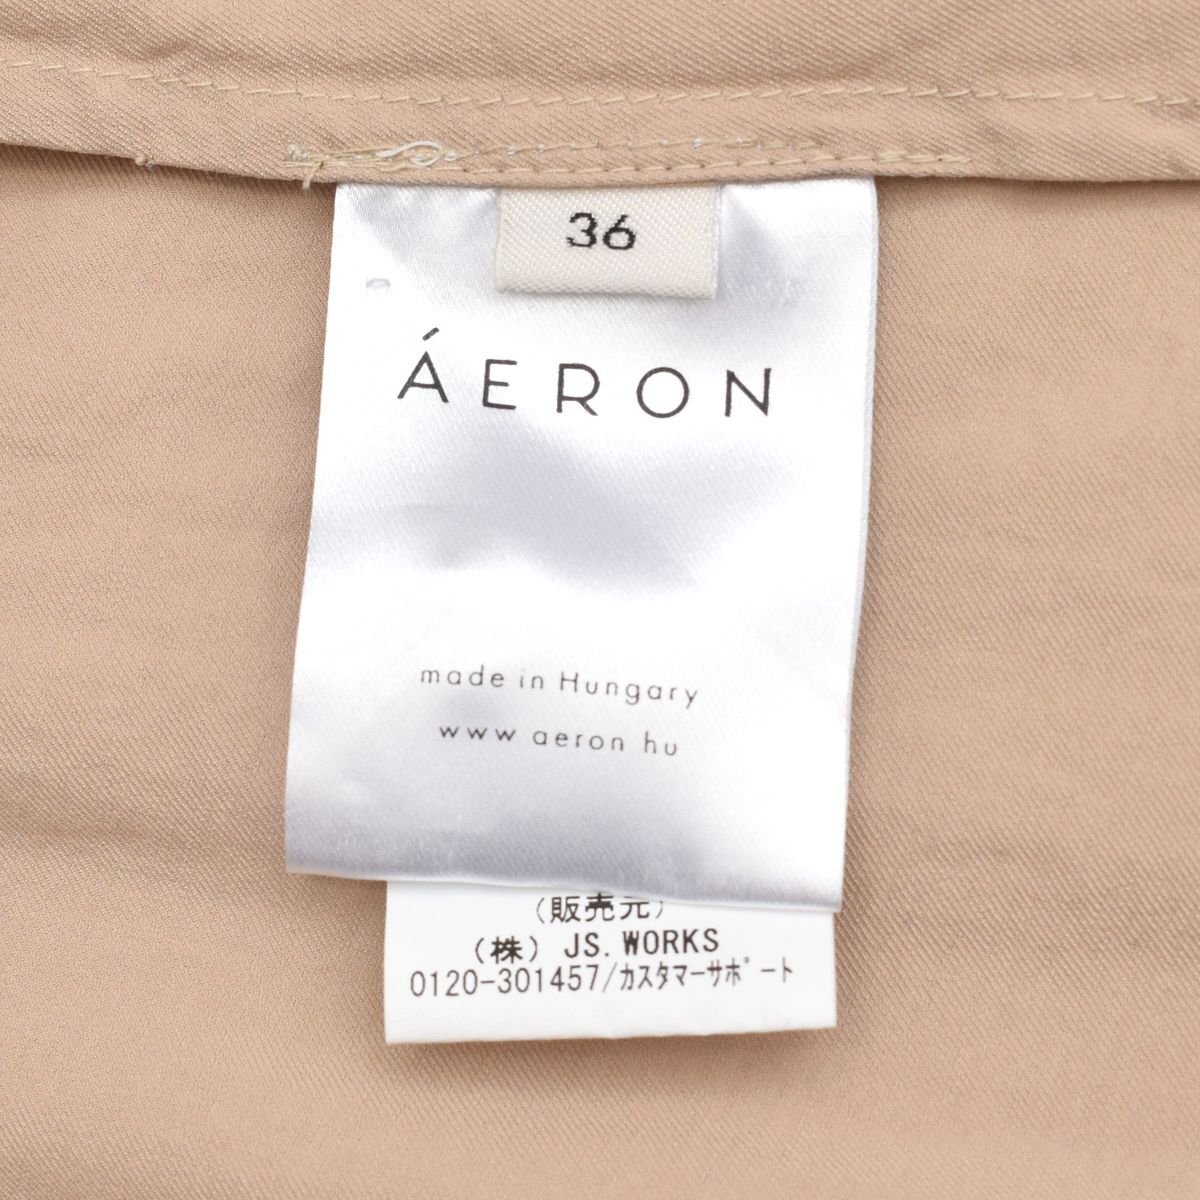 36
ÁERON
made in Hungary
www aeron hu
(販売元)
(株) JS.WORKS
0120-301457/カスタマーサポート